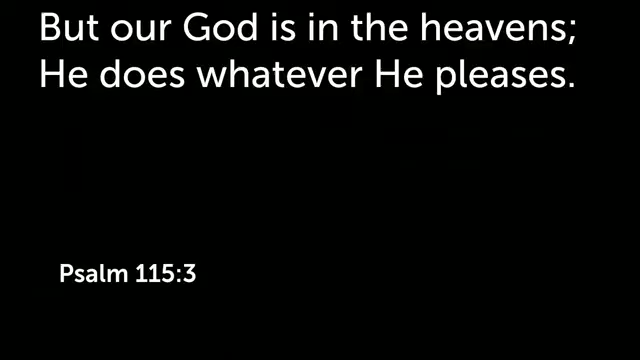 But our God is in the heavens;
He does whatever He pleases.
Psalm 115:3